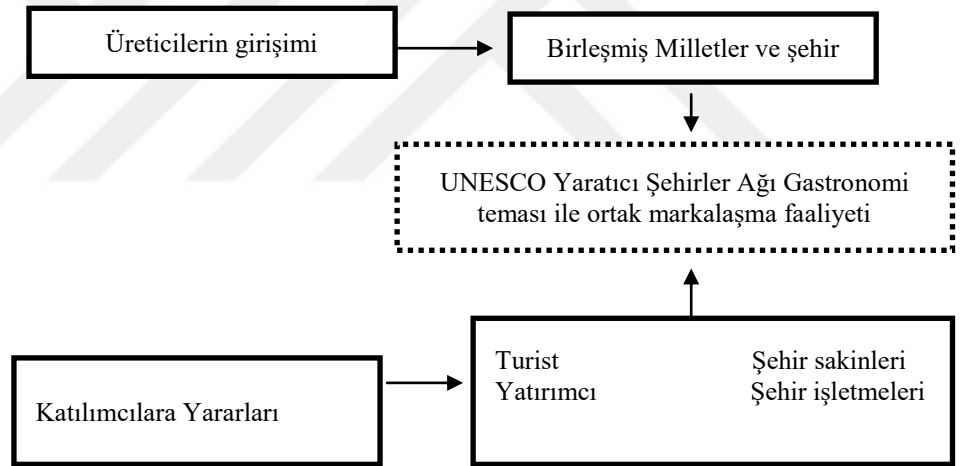 Üreticilerin girişimi
Birleşmiş Milletler ve şehir
UNESCO Yaratıcı Şehirler Ağı Gastronomi
teması ile ortak markalaşma faaliyeti
Turist Şehir sakinleri
Yatırımcı Şehir işletmeleri
Katılımcılara Yararları